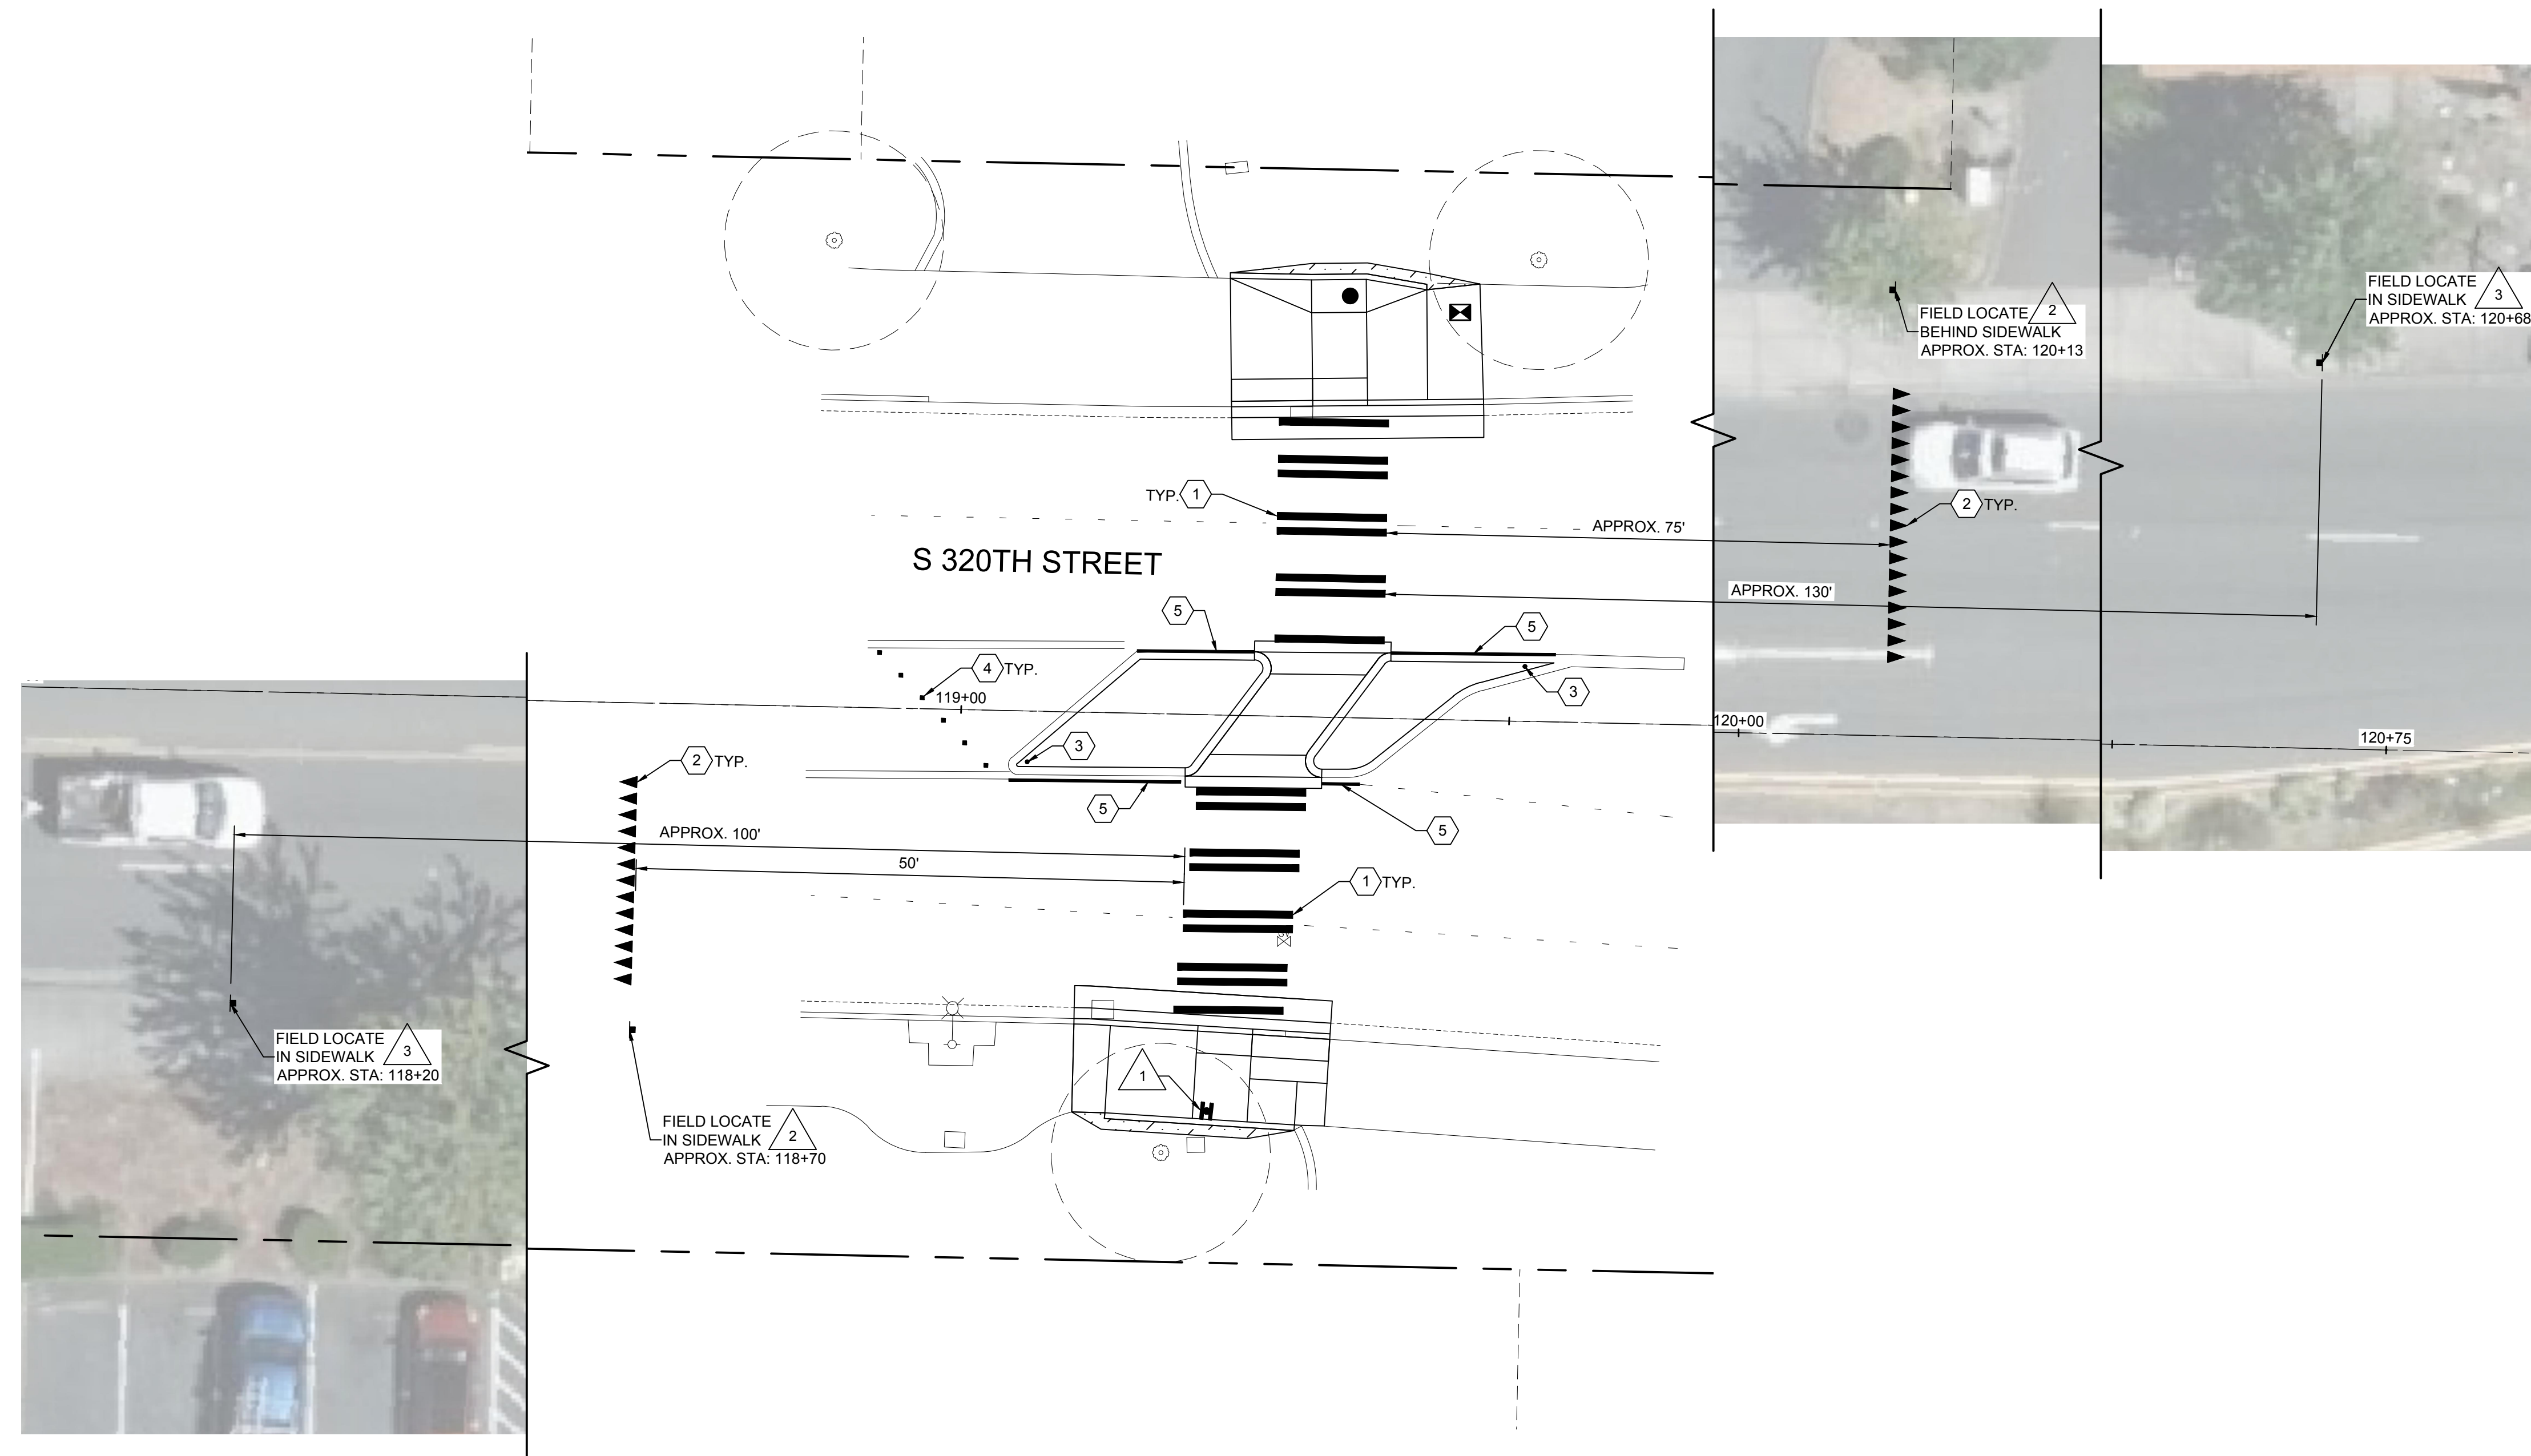 FIELD LOCATE
IN SIDEWALK 3
APPROX. STA: 120+68
FIELD LOCATE 2
BEHIND SIDEWALK
APPROX. STA: 120+13
TYP. 1
2 TYP.
APPROX. 75'
S 320TH STREET
APPROX. 130'
5
5
4 TYP.
3
119+00
120+00
120+75
3
2 TYP.
5
5
APPROX. 100'
50'
1 TYP.
FIELD LOCATE
IN SIDEWALK 3
APPROX. STA: 118+20
1
FIELD LOCATE
IN SIDEWALK 2
APPROX. STA: 118+70